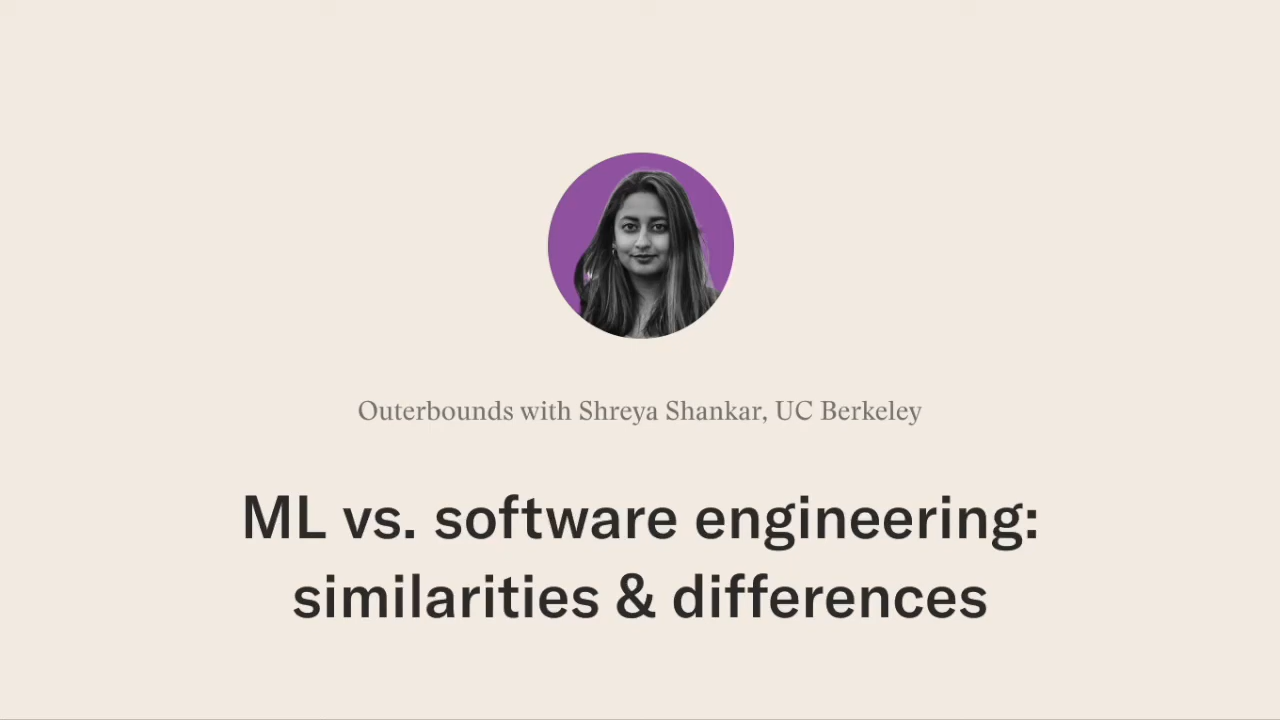 Outerbounds with Shreya Shankar, UC Berkeley
ML vs. software engineering:
similarities & differences